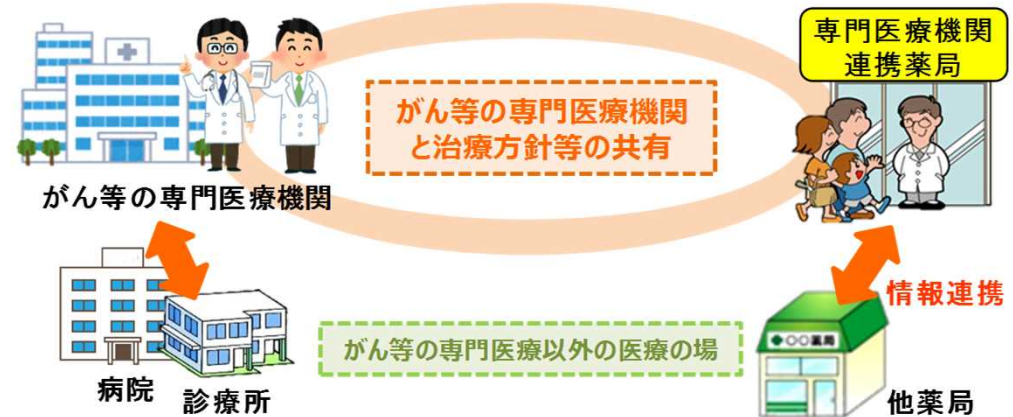 専門医療機関
連携薬局
がん等の専門医療機関
と治療方針等の共有
がん等の専門医療機関
情報連携
がん等の専門医療以外の医療の場
○○薬局
病院
診療所
他薬局